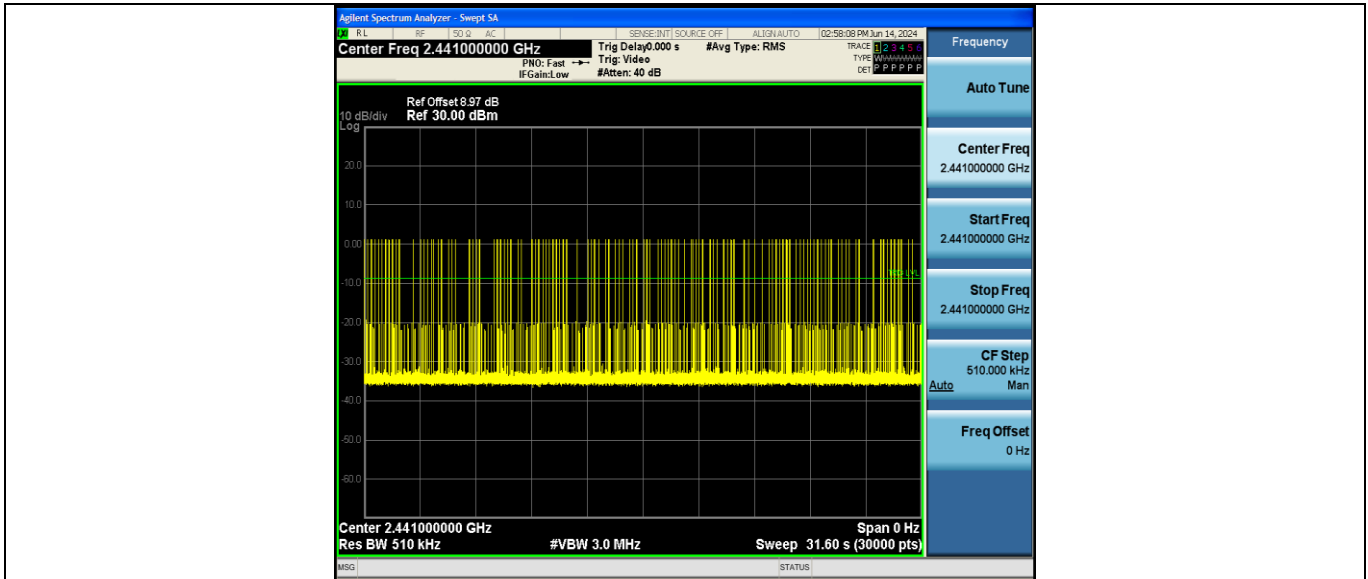 Agilent Spectrum Analyzer - Swept SA
LXI RL RF 50 Ω AC SENSE:INT SOURCE OFF ALIGN AUTO 02:58:08 PM Jun 14, 2024
Center Freq 2.441000000 GHz
PNO: Fast
IFGain:Low
Trig Delay0.000 s
Trig: Video
#Atten: 40 dB
#Avg Type: RMS
TRACE 1 2 3 4 5 6
TYPE
DET P P P P P P
Ref Offset 8.97 dB
10 dB/div Ref 30.00 dBm
Log
20.0
10.0
0.00
-10.0
-20.0
-30.0
-40.0
-50.0
-60.0
Center 2.441000000 GHz Span 0 Hz
Res BW 510 kHz #VBW 3.0 MHz Sweep 31.60 s (30000 pts)
MSG STATUS
Frequency
Auto Tune
Center Freq
2.441000000 GHz
Start Freq
2.441000000 GHz
Stop Freq
2.441000000 GHz
CF Step
510.000 kHz
Auto Man
Freq Offset
0 Hz